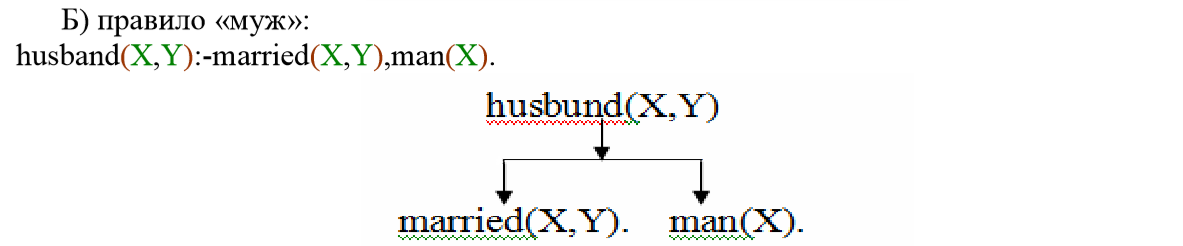 Б) правило «муж»:
husband(X,Y):-married(X,Y),man(X).
husbund(X,Y)
married(X,Y). man(X).